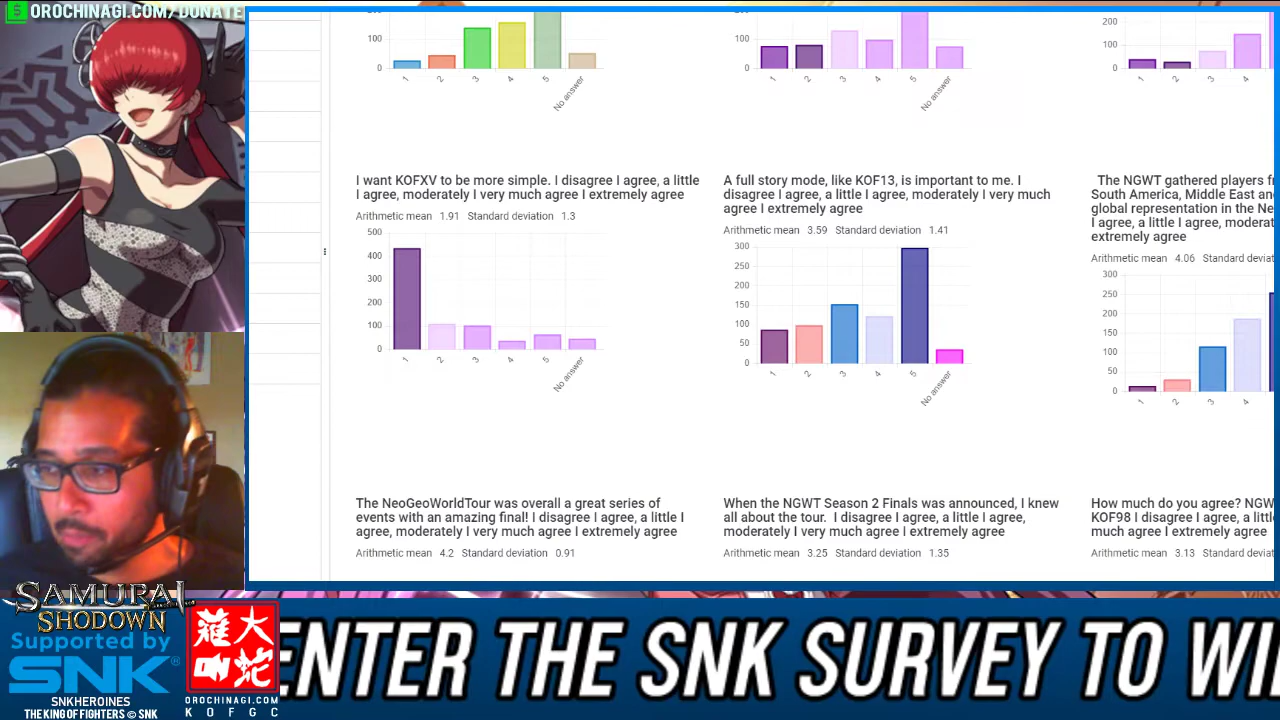 OROCHINAGI.COM/DONATE
100
0
1
2
3
4
5
No answer
100
0
1
2
3
4
5
No answer
200
100
0
1
2
3
4
I want KOFXV to be more simple. I disagree I agree, a little
I agree, moderately I very much agree I extremely agree
Arithmetic mean 1.91 Standard deviation 1.3
500
400
300
200
100
0
1
2
3
4
5
No answer
A full story mode, like KOF13, is important to me. I
disagree I agree, a little I agree, moderately I very much
agree I extremely agree
Arithmetic mean 3.59 Standard deviation 1.41
300
250
200
150
100
50
0
1
2
3
4
5
No answer
The NGWT gathered players
South America, Middle East an
global representation in the Ne
I agree, a little I agree, moderat
extremely agree
Arithmetic mean 4.06 Standard deviat
300
250
200
150
100
50
0
1
2
3
4
The NeoGeoWorldTour was overall a great series of
events with an amazing final! I disagree I agree, a little I
agree, moderately I very much agree I extremely agree
Arithmetic mean 4.2 Standard deviation 0.91
When the NGWT Season 2 Finals was announced, I knew
all about the tour. I disagree I agree, a little I agree,
moderately I very much agree I extremely agree
Arithmetic mean 3.25 Standard deviation 1.35
How much do you agree? NGW
KOF98 I disagree I agree, a little
much agree I extremely agree
Arithmetic mean 3.13 Standard deviat
SAMURAI
SHODOWN
Supported by
SNK
SNKHEROINES
THE KING OF FIGHTERS © SNK
大蛇
薙
OROCHINAGI.COM
KOFGC
ENTER THE SNK SURVEY TO WI